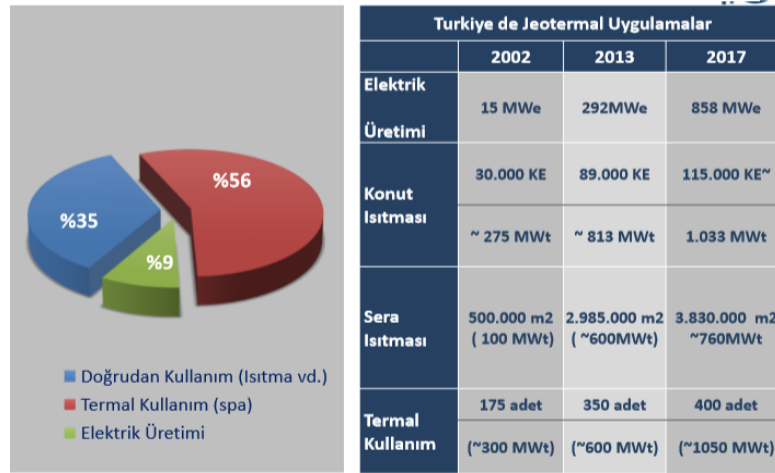 %56
%35
%9
Doğrudan Kullanım (Isıtma vd.)
Termal Kullanım (spa)
Elektrik Üretimi
Turkiye de Jeotermal Uygulamalar
2002 2013 2017
Elektrik
Üretimi
15 MWe 292MWe 858 MWe
Konut
Isıtması
30.000 KE 89.000 KE 115.000 KE~
~ 275 MWt ~ 813 MWt 1.033 MWt
Sera
Isıtması
500.000 m2 2.985.000 m2 3.830.000 m2
( 100 MWt) ( ~600MWt) ~760MWt
Termal
Kullanım
175 adet 350 adet 400 adet
(~300 MWt) (~600 MWt) (~1050 MWt)